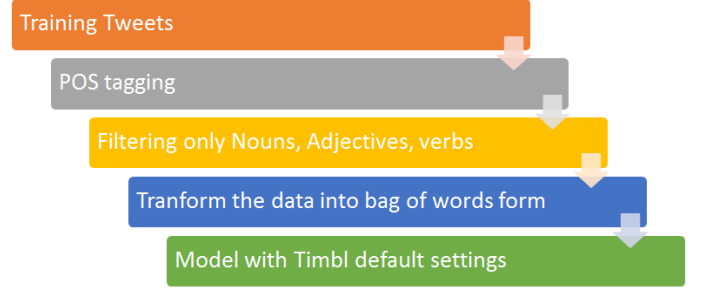 Training Tweets
POS tagging
Filtering only Nouns, Adjectives, verbs
Tranform the data into bag of words form
Model with Timbl default settings